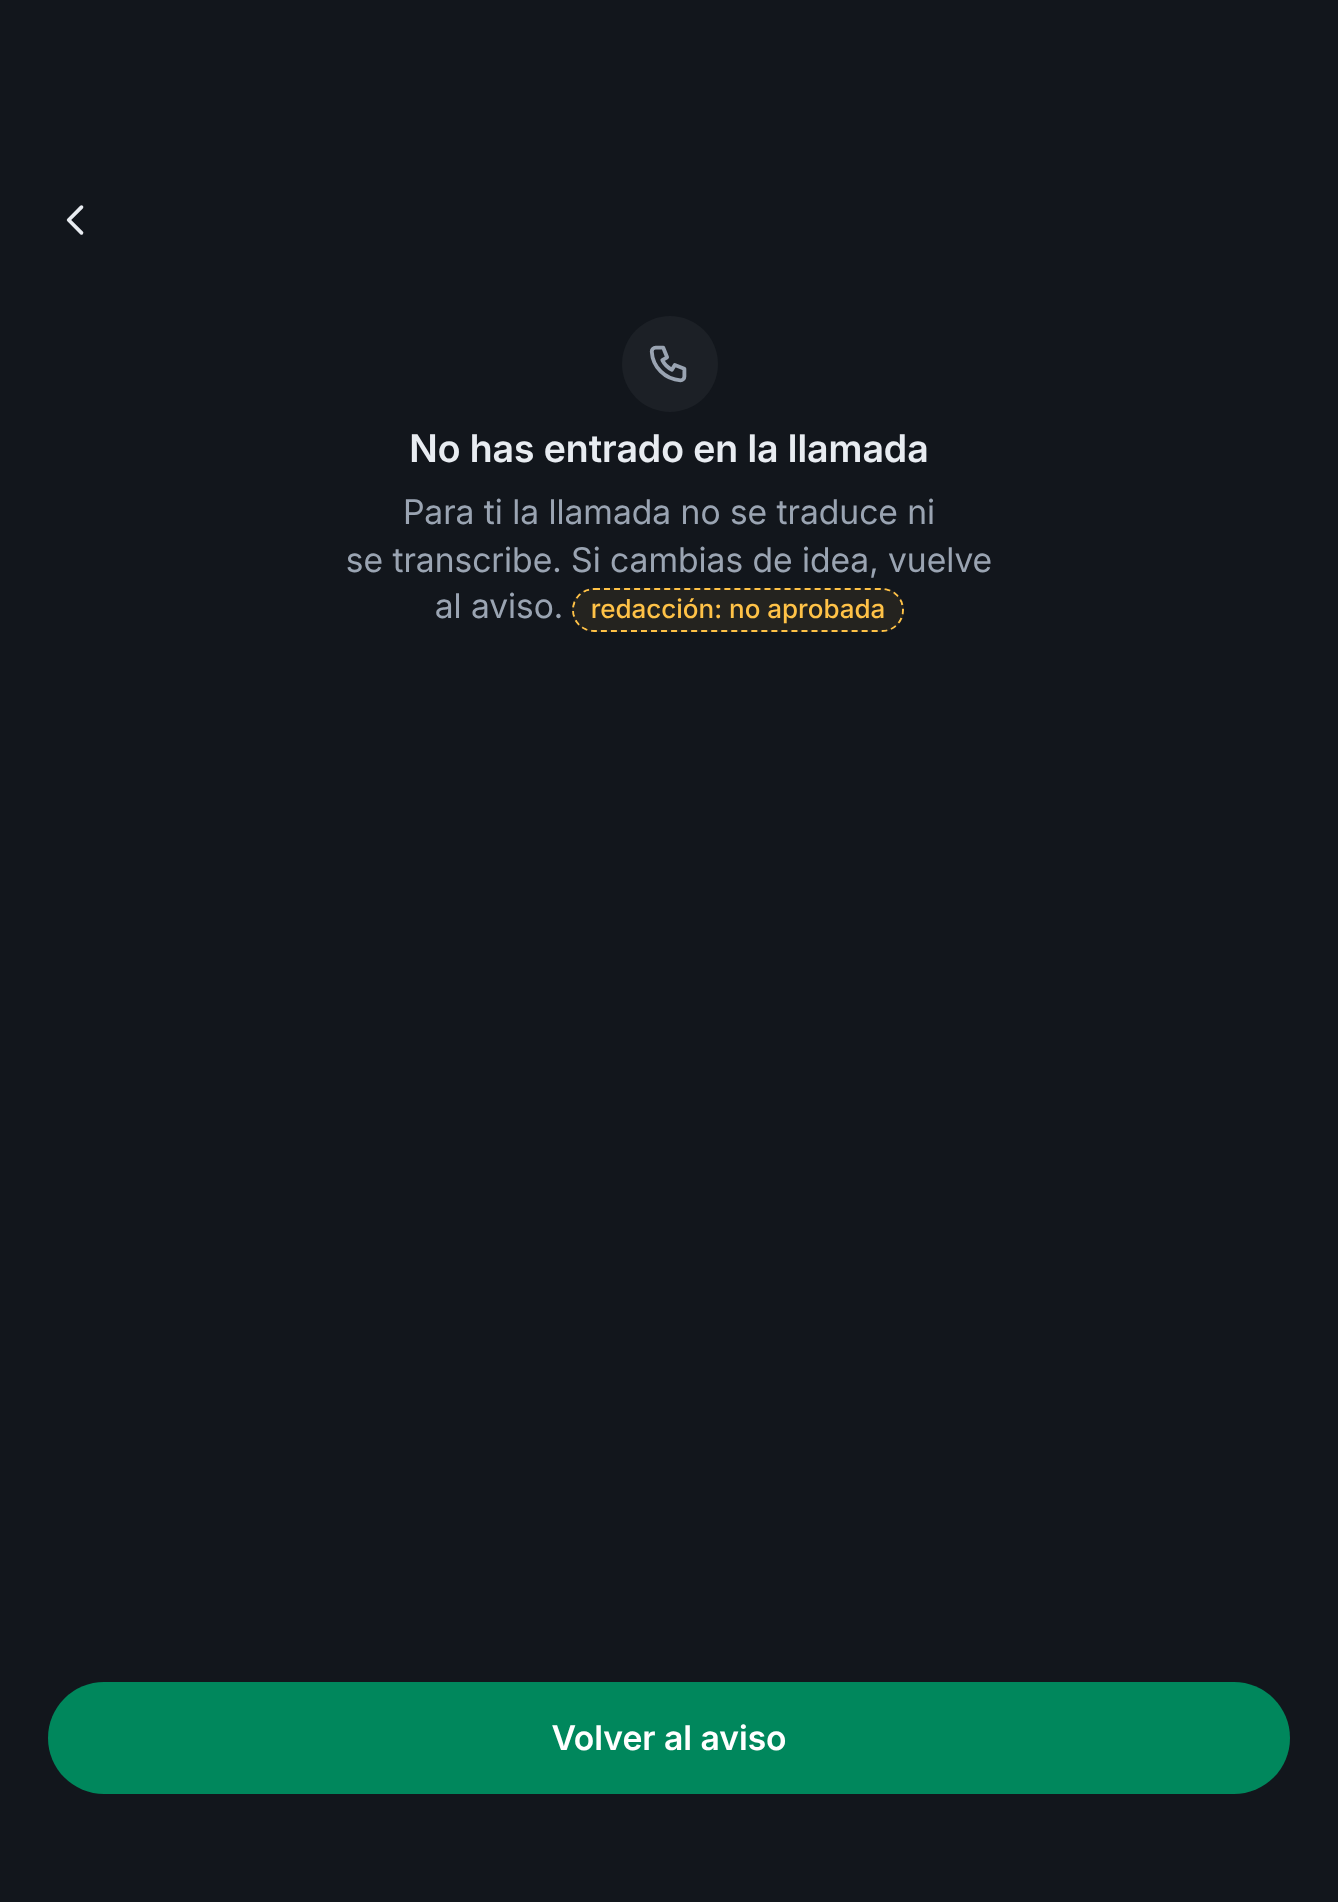 No has entrado en la llamada
Para ti la llamada no se traduce ni
se transcribe. Si cambias de idea, vuelve
al aviso. redacción: no aprobada
Volver al aviso